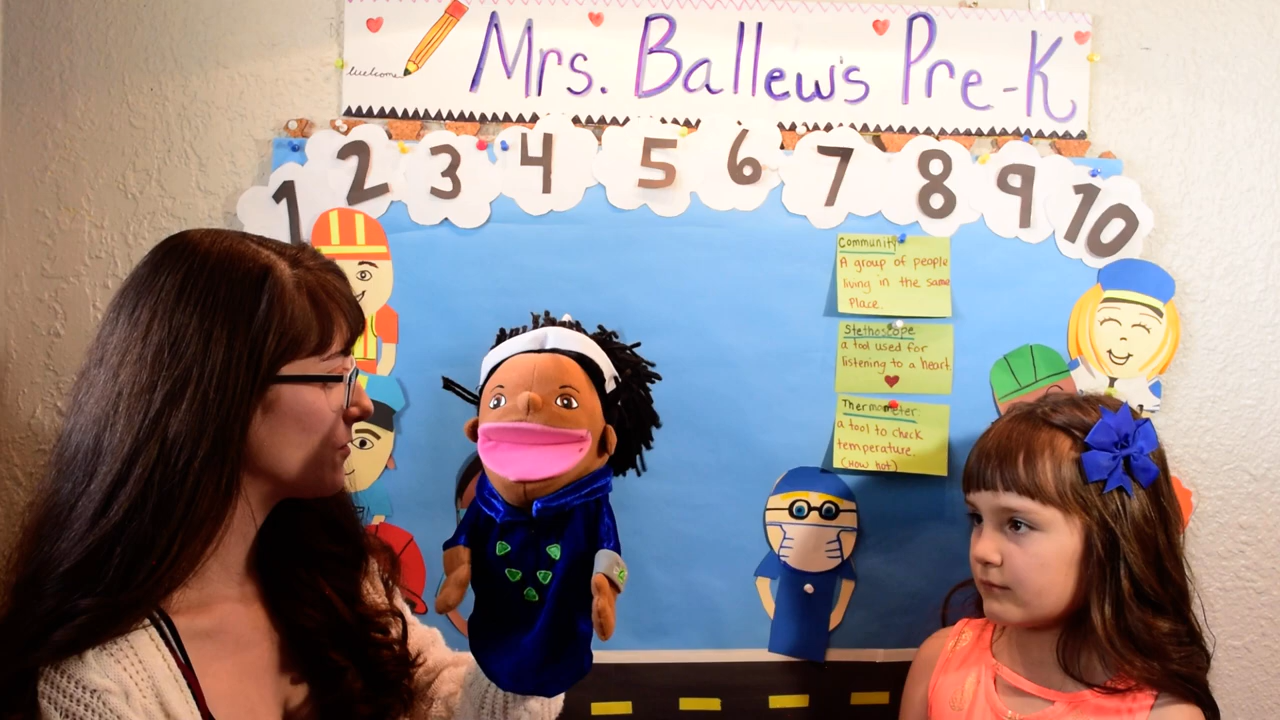 welcome
Mrs. Ballew's Pre-K
1 2 3 4 5 6 7 8 9 10
Community
A group of people
living in the same
Place.
Stethoscope
a tool used for
listening to a heart.
Thermometer:
a tool to check
temperature.
(How hot)